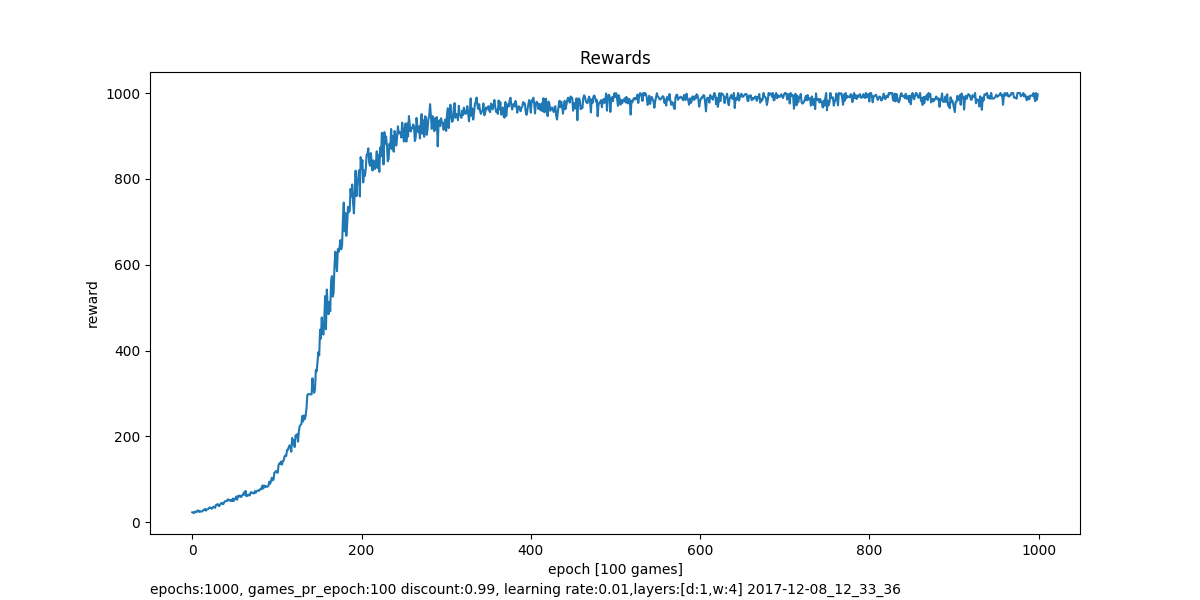 Rewards
1000
800
600
400
200
0
reward
0 200 400 600 800 1000
epoch [100 games]
epochs:1000, games_pr_epoch:100 discount:0.99, learning rate:0.01,layers:[d:1,w:4] 2017-12-08_12_33_36